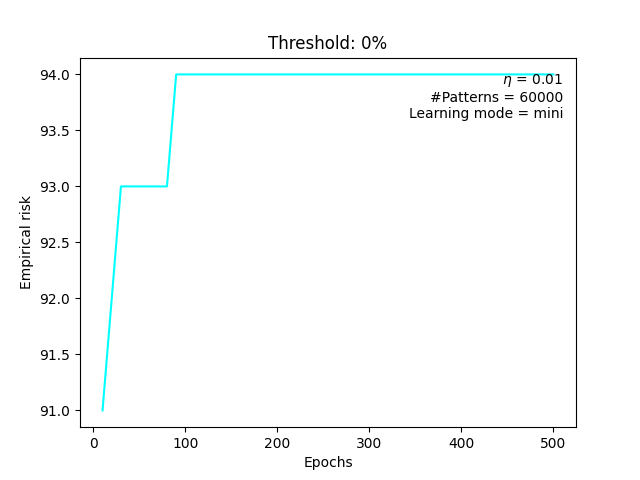 Threshold: 0%
94.0
93.5
93.0
92.5
92.0
91.5
91.0
Empirical risk
η = 0.01
#Patterns = 60000
Learning mode = mini
0 100 200 300 400 500
Epochs